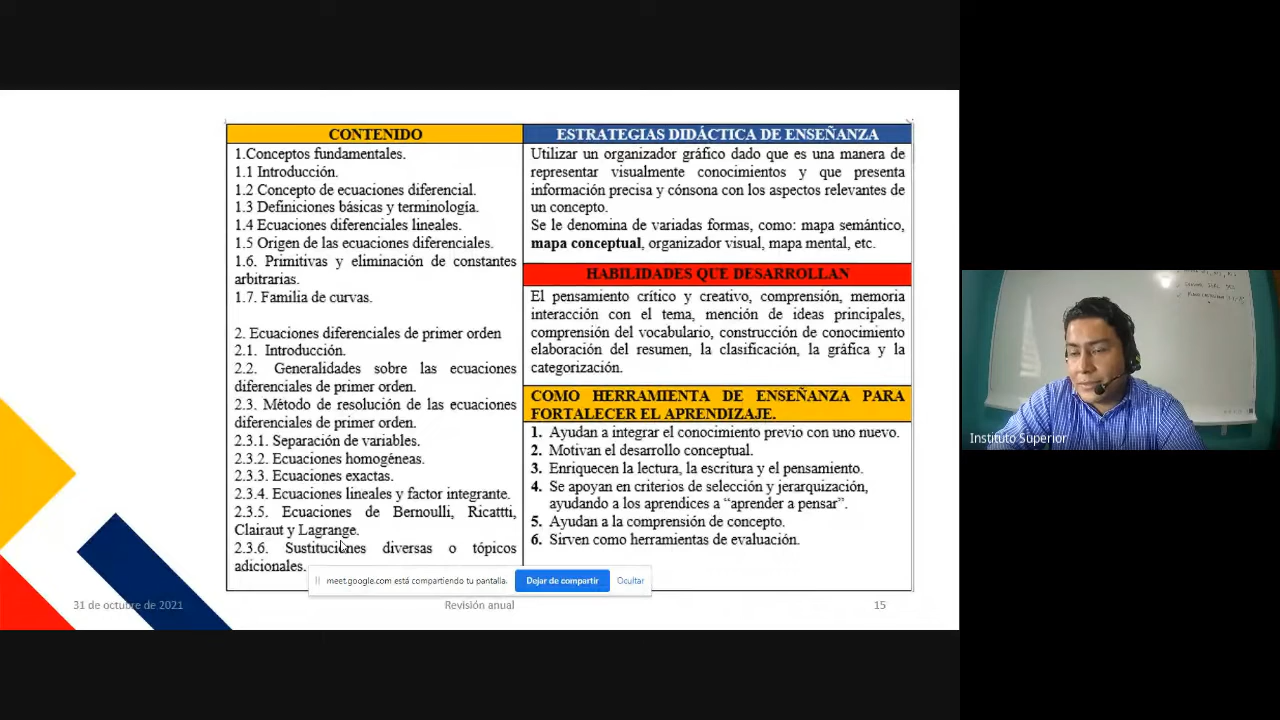 CONTENIDO
1.Conceptos fundamentales.
1.1 Introducción.
1.2 Concepto de ecuaciones diferencial.
1.3 Definiciones básicas y terminología.
1.4 Ecuaciones diferenciales lineales.
1.5 Origen de las ecuaciones diferenciales.
1.6. Primitivas y eliminación de constantes
arbitrarias.
1.7. Familia de curvas.
2. Ecuaciones diferenciales de primer orden
2.1. Introducción.
2.2. Generalidades sobre las ecuaciones
diferenciales de primer orden.
2.3. Método de resolución de las ecuaciones
diferenciales de primer orden.
2.3.1. Separación de variables.
2.3.2. Ecuaciones homogéneas.
2.3.3. Ecuaciones exactas.
2.3.4. Ecuaciones lineales y factor integrante.
2.3.5. Ecuaciones de Bernoulli, Ricattti,
Clairaut y Lagrange.
2.3.6. Sustituciones diversas o tópicos
adicionales.
ESTRATEGIAS DIDÁCTICA DE ENSEÑANZA
Utilizar un organizador gráfico dado que es una manera de
representar visualmente conocimientos y que presenta
información precisa y cónsona con los aspectos relevantes de
un concepto.
Se le denomina de variadas formas, como: mapa semántico,
mapa conceptual, organizador visual, mapa mental, etc.
HABILIDADES QUE DESARROLLAN
El pensamiento crítico y creativo, comprensión, memoria
interacción con el tema, mención de ideas principales,
comprensión del vocabulario, construcción de conocimiento
elaboración del resumen, la clasificación, la gráfica y la
categorización.
COMO HERRAMIENTA DE ENSEÑANZA PARA
FORTALECER EL APRENDIZAJE.
1. Ayudan a integrar el conocimiento previo con uno nuevo.
2. Motivan el desarrollo conceptual.
3. Enriquecen la lectura, la escritura y el pensamiento.
4. Se apoyan en criterios de selección y jerarquización,
ayudando a los aprendices a “aprender a pensar”.
5. Ayudan a la comprensión de concepto.
6. Sirven como herramientas de evaluación.
meet.google.com está compartiendo tu pantalla.
Dejar de compartir
Ocultar
31 de octubre de 2021
Revisión anual
15
Instituto Superior